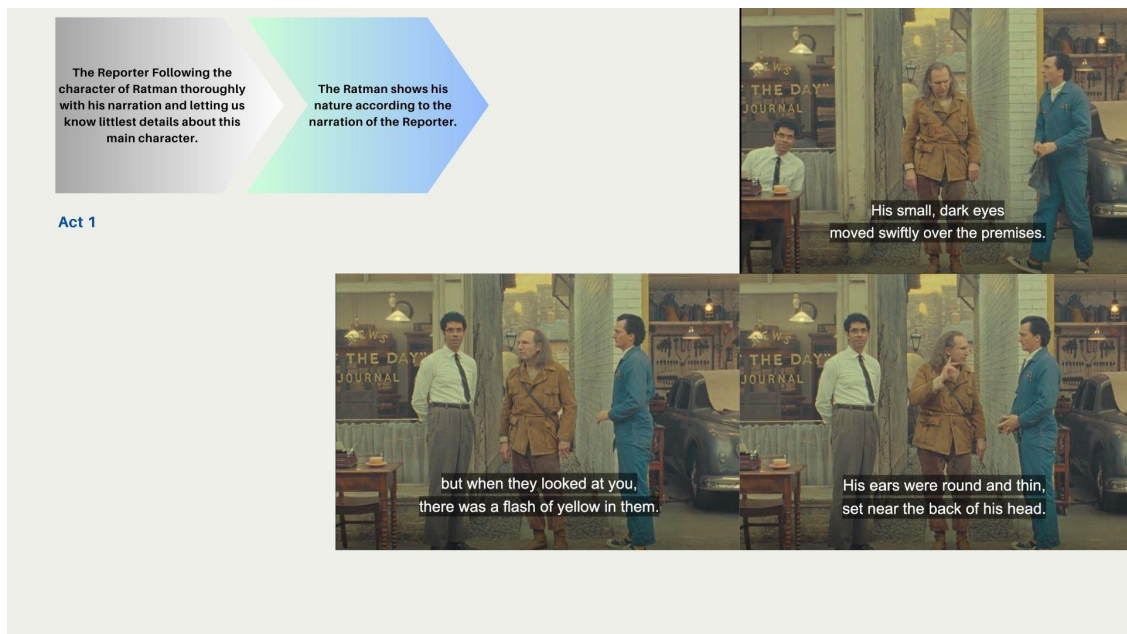 The Reporter Following the
character of Ratman thoroughly
with his narration and letting us
know littlest details about this
main character.
The Ratman shows his
nature according to the
narration of the Reporter.
Act 1
NEWS
F THE DAY"
JOURNAL
His small, dark eyes
moved swiftly over the premises.
NEWS
F THE DAY"
JOURNAL
but when they looked at you,
there was a flash of yellow in them.
NEWS
THE DAY"
JOURNAL
His ears were round and thin,
set near the back of his head.